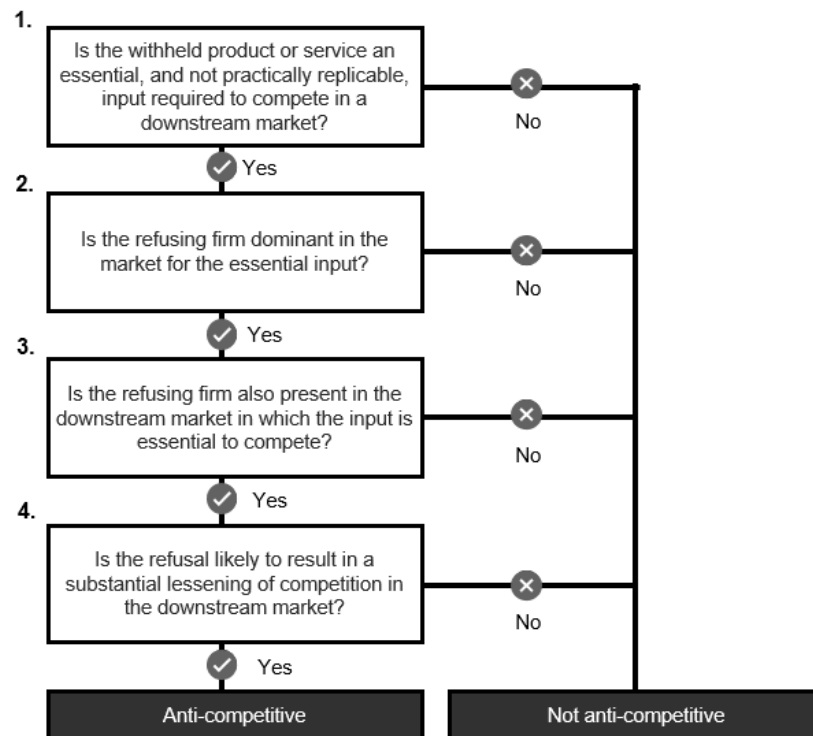 1.
Is the withheld product or service an
essential, and not practically replicable,
input required to compete in a
downstream market?
No
Yes
2.
Is the refusing firm dominant in the
market for the essential input?
No
Yes
3.
Is the refusing firm also present in the
downstream market in which the input is
essential to compete?
No
Yes
4.
Is the refusal likely to result in a
substantial lessening of competition in
the downstream market?
No
Yes
Anti-competitive
Not anti-competitive